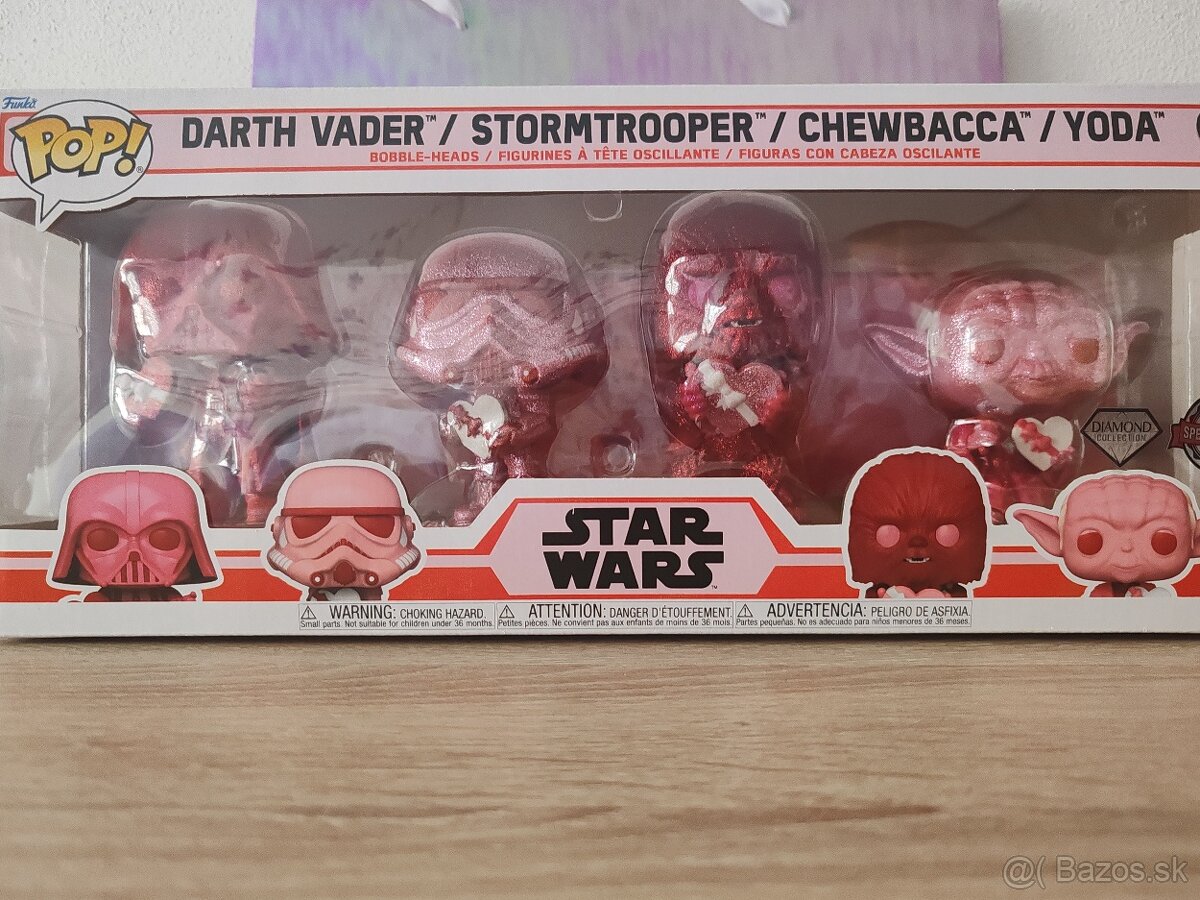 Funko
POP!®
DARTH VADER™ / STORMTROOPER™ / CHEWBACCA™ / YODA™
BOBBLE-HEADS / FIGURINES À TÊTE OSCILLANTE / FIGURAS CON CABEZA OSCILANTE
DIAMOND
COLLECTION
SPE
STAR
WARS™
⚠ WARNING: CHOKING HAZARD.
Small parts. Not suitable for children under 36 months.
⚠ ATTENTION: DANGER D'ÉTOUFFEMENT.
Petites pièces. Ne convient pas aux enfants de moins de 36 mois.
⚠ ADVERTENCIA: PELIGRO DE ASFIXIA.
Partes pequeñas. No es adecuado para niños menores de 36 meses.
@( Bazos.sk